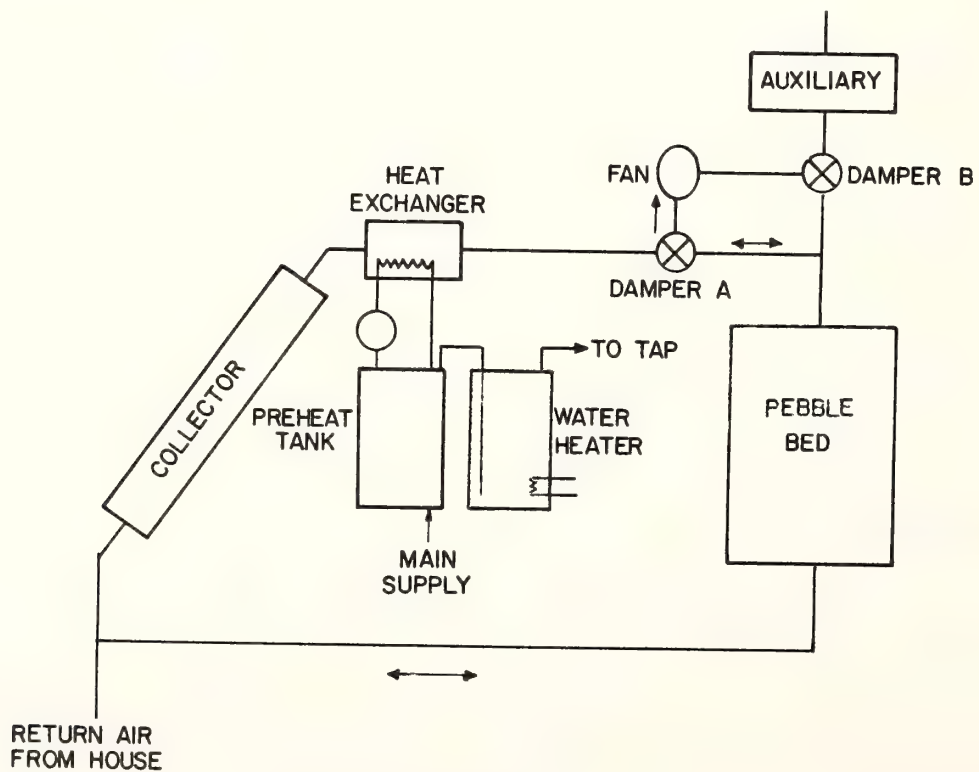 AUXILIARY
FAN
DAMPER B
HEAT
EXCHANGER
DAMPER A
COLLECTOR
TO TAP
PREHEAT
TANK
WATER
HEATER
PEBBLE
BED
MAIN
SUPPLY
RETURN AIR
FROM HOUSE